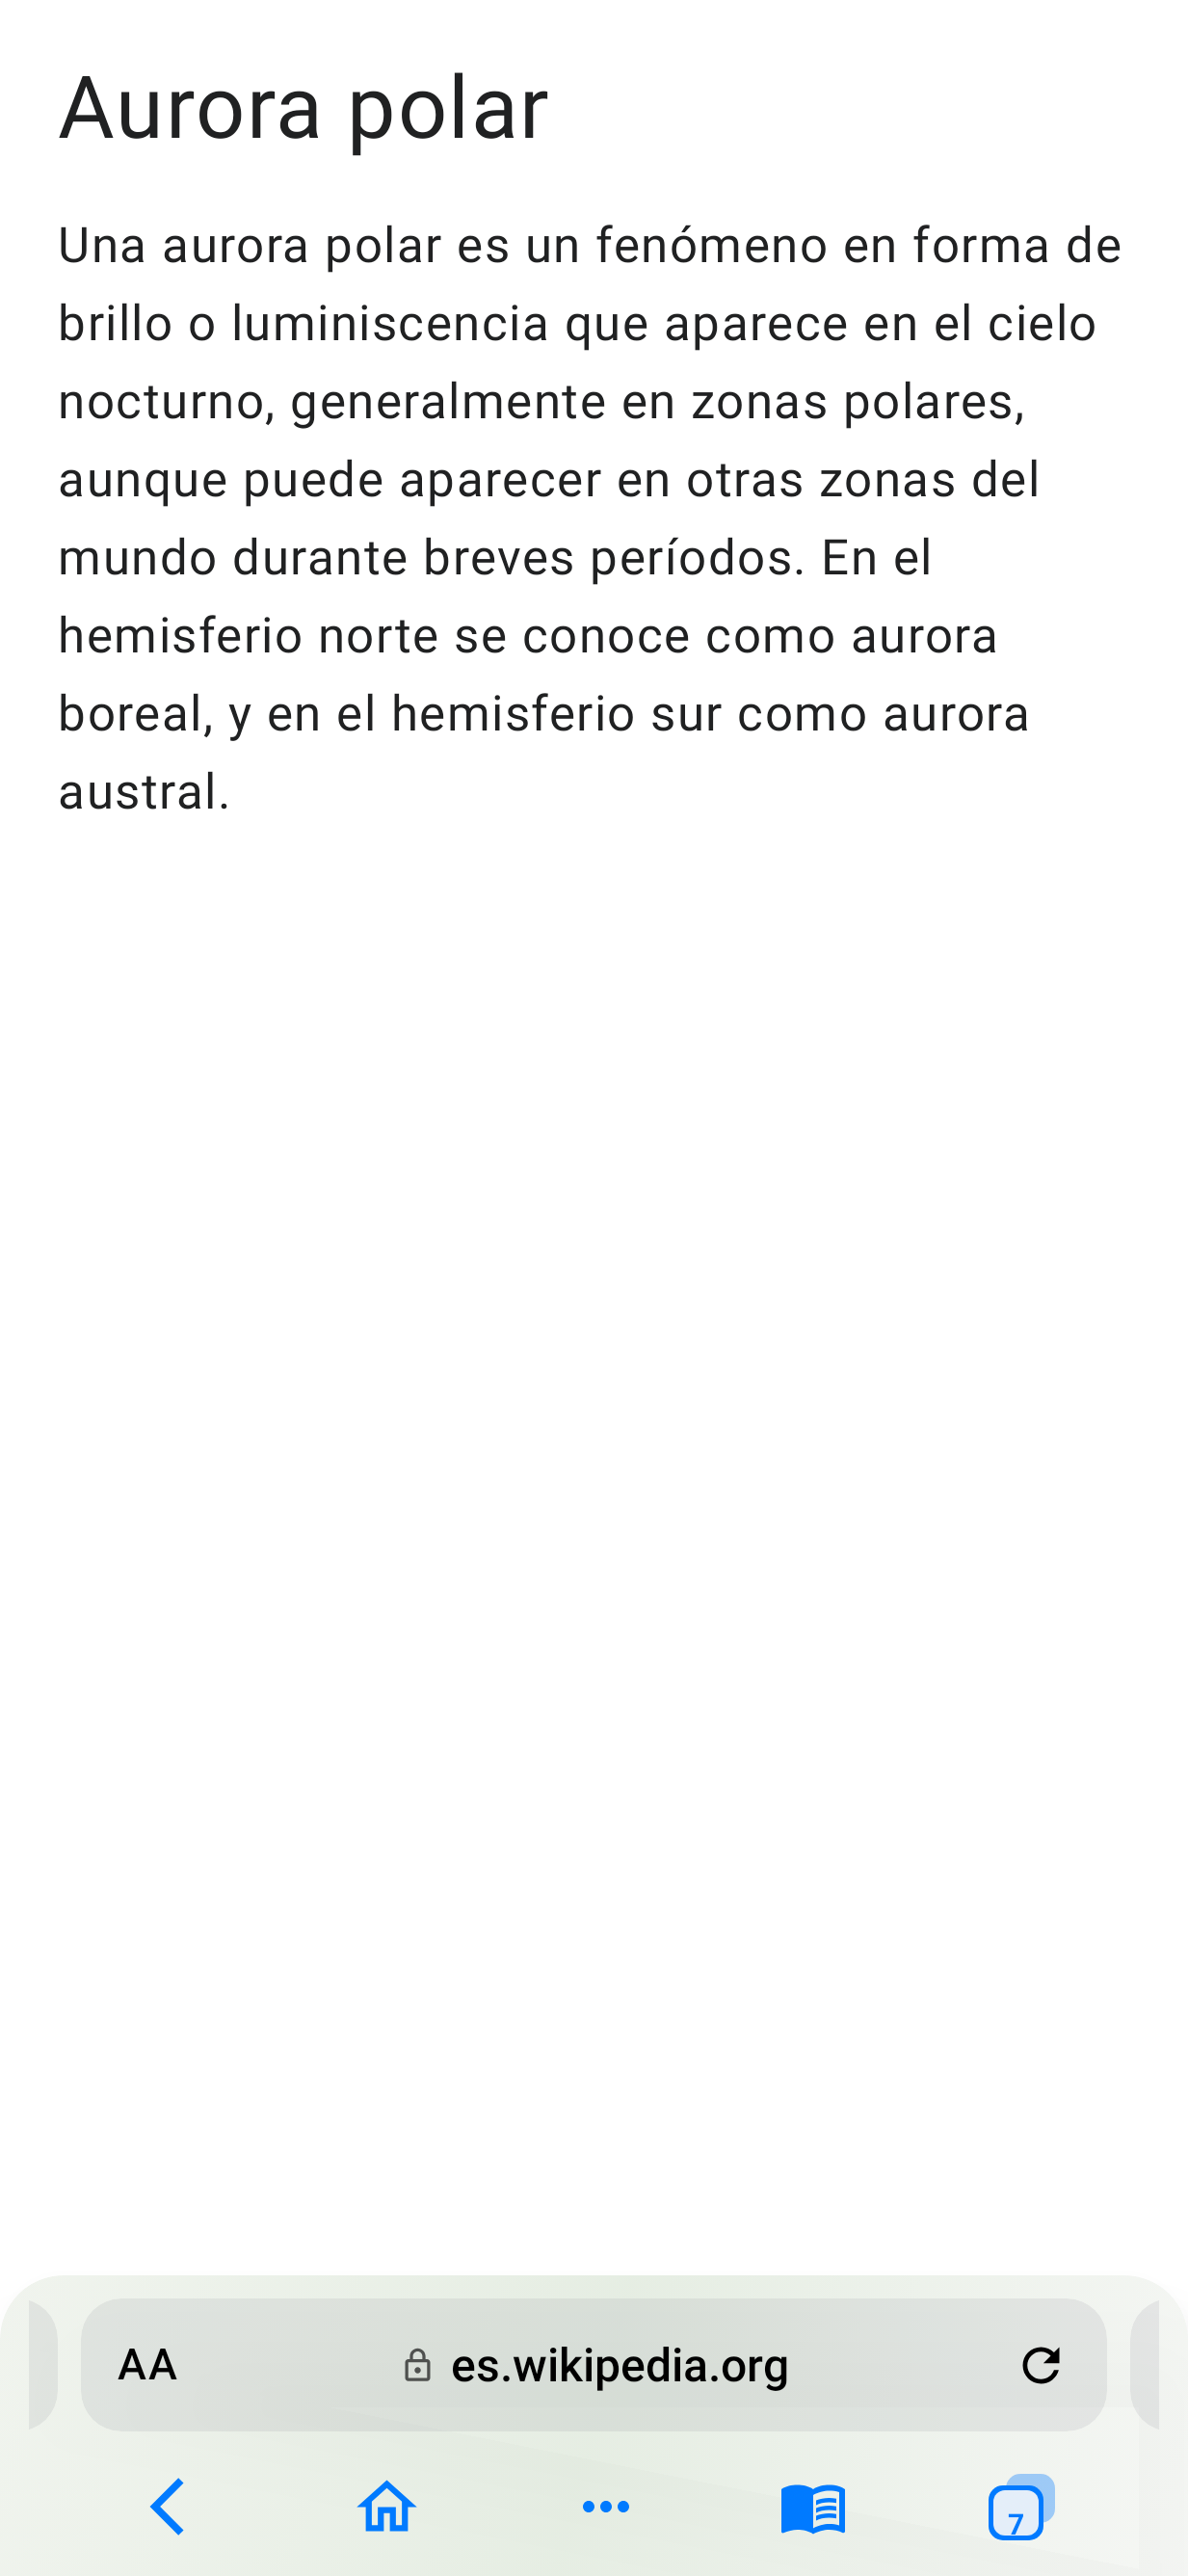 Aurora polar
Una aurora polar es un fenómeno en forma de
brillo o luminiscencia que aparece en el cielo
nocturno, generalmente en zonas polares,
aunque puede aparecer en otras zonas del
mundo durante breves períodos. En el
hemisferio norte se conoce como aurora
boreal, y en el hemisferio sur como aurora
austral.
AA es.wikipedia.org
7